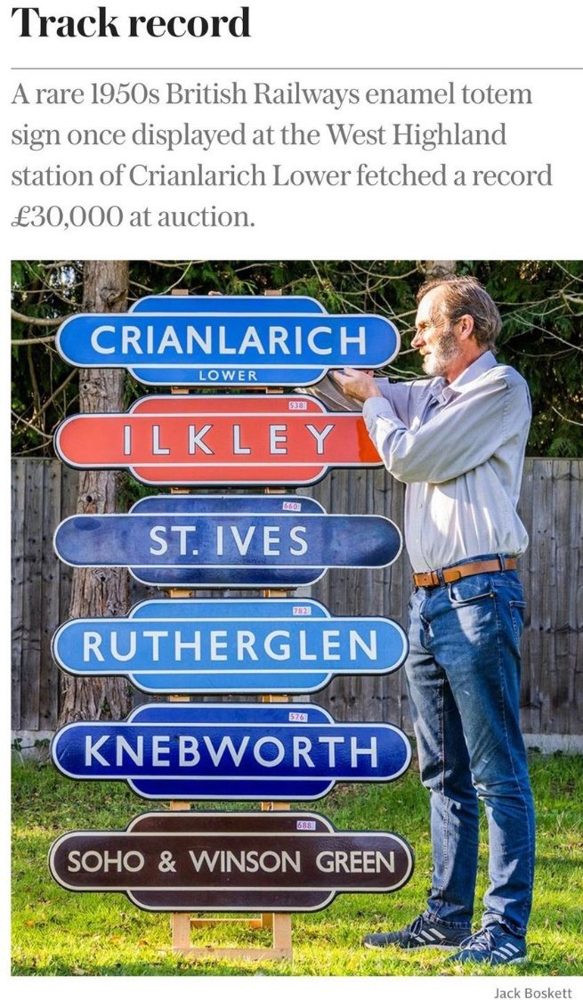 Track record
A rare 1950s British Railways enamel totem
sign once displayed at the West Highland
station of Crianlarich Lower fetched a record
£30,000 at auction.
CRIANLARICH
LOWER
538
ILKLEY
660
ST. IVES
782
RUTHERGLEN
576
KNEBWORTH
688
SOHO & WINSON GREEN
Jack Boskett